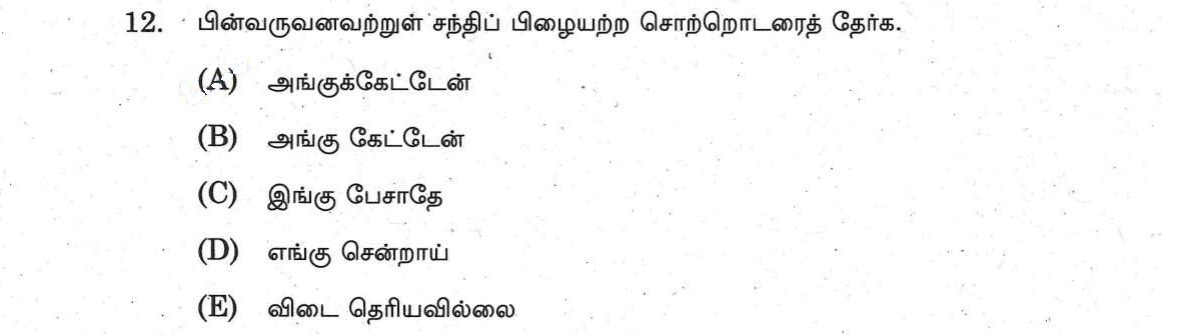 12. பின்வருவனவற்றுள் சந்திப் பிழையற்ற சொற்றொடரைத் தேர்க.
(A) அங்குக்கேட்டேன்
(B) அங்கு கேட்டேன்
(C) இங்கு பேசாதே
(D) எங்கு சென்றாய்
(E) விடை தெரியவில்லை